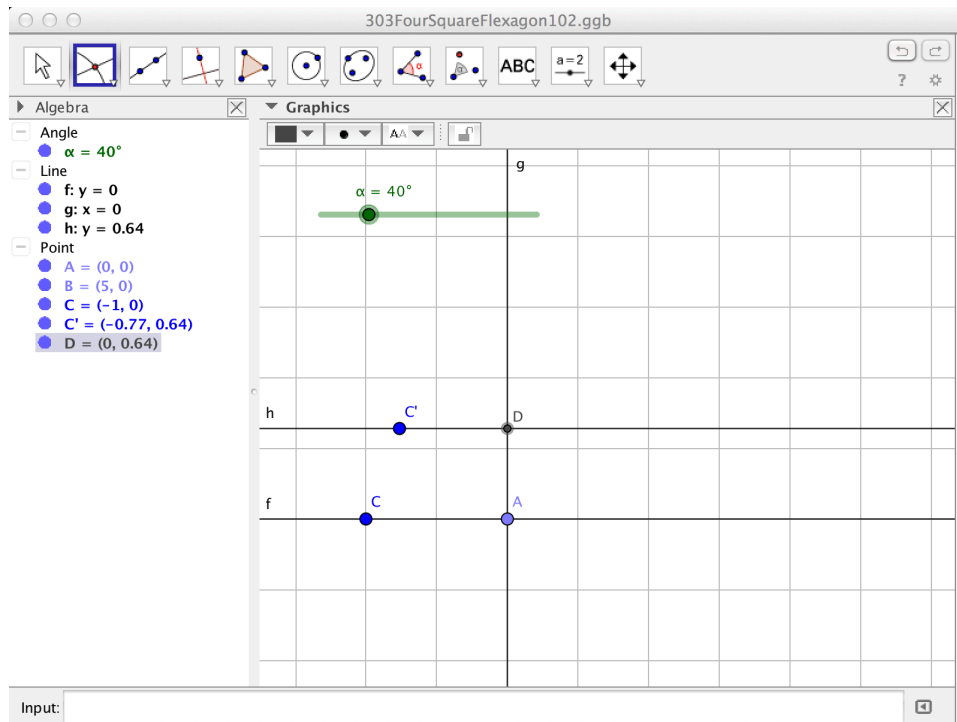 303FourSquareFlexagon102.ggb
ABC
a=2
?
Algebra
Graphics
Angle
α = 40°
Line
f: y = 0
g: x = 0
h: y = 0.64
Point
A = (0, 0)
B = (5, 0)
C = (-1, 0)
C' = (-0.77, 0.64)
D = (0, 0.64)
α
AA
g
α = 40°
h
C'
D
f
C
A
Input: